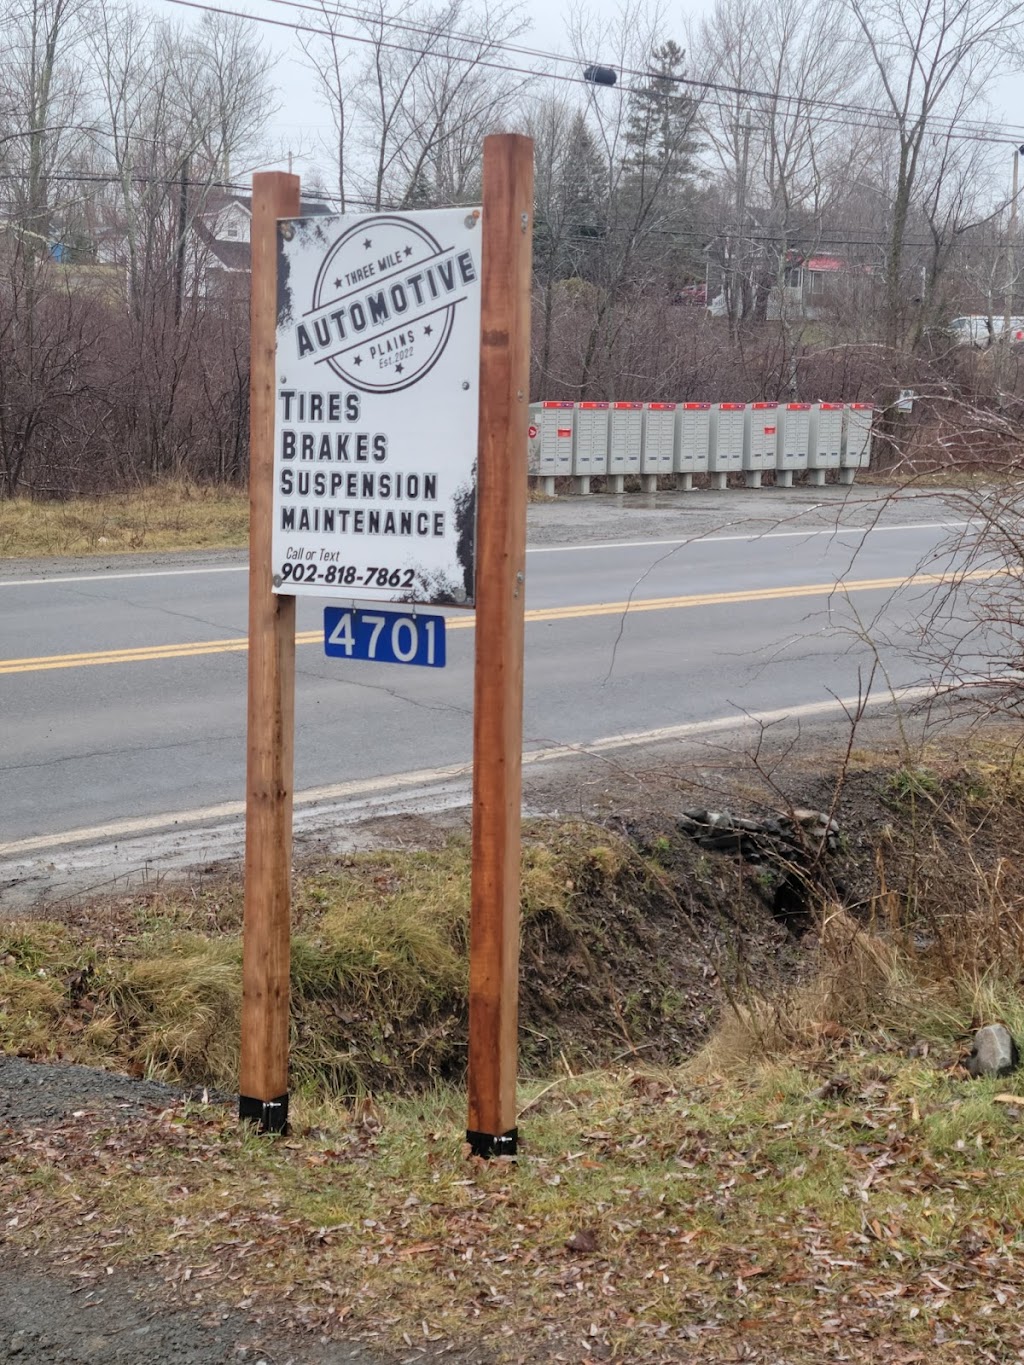 THREE MILE
AUTOMOTIVE
PLAINS
Est. 2022
TIRES
BRAKES
SUSPENSION
MAINTENANCE
Call or Text
902-818-7862
4701